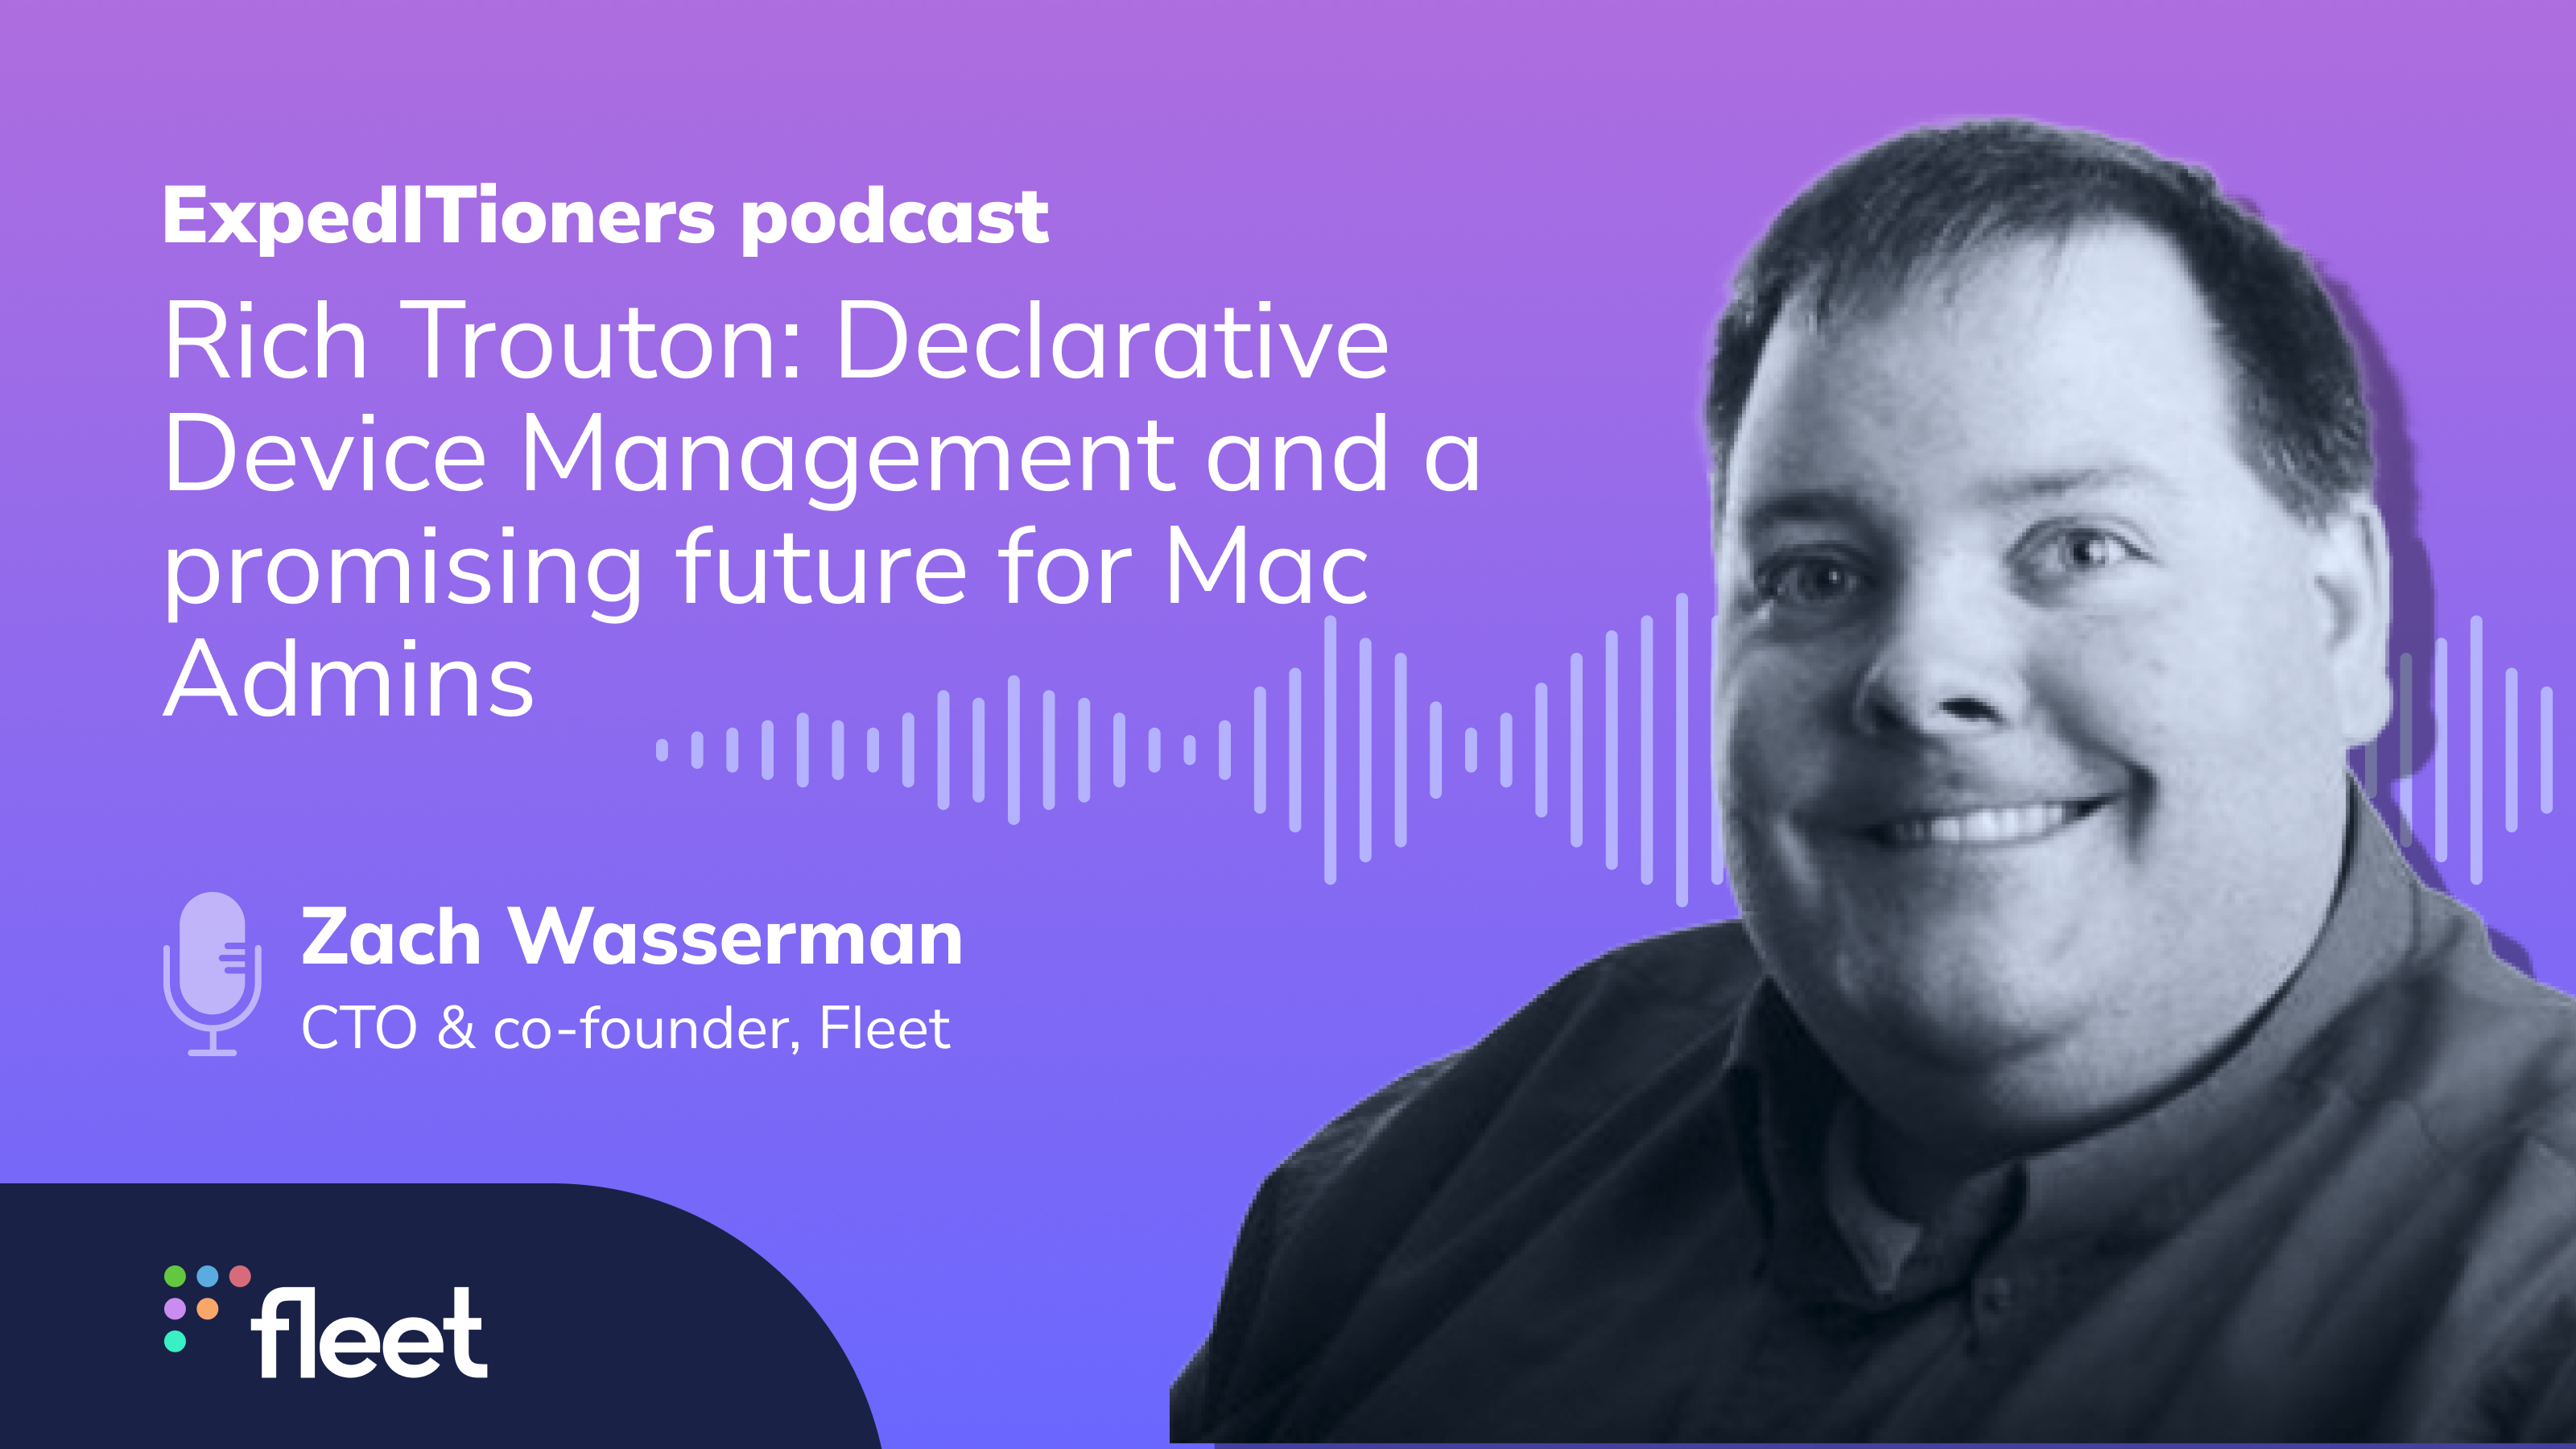 ExpedITioners podcast
Rich Trouton: Declarative
Device Management and a
promising future for Mac
Admins
Zach Wasserman
CTO & co-founder, Fleet
fleet